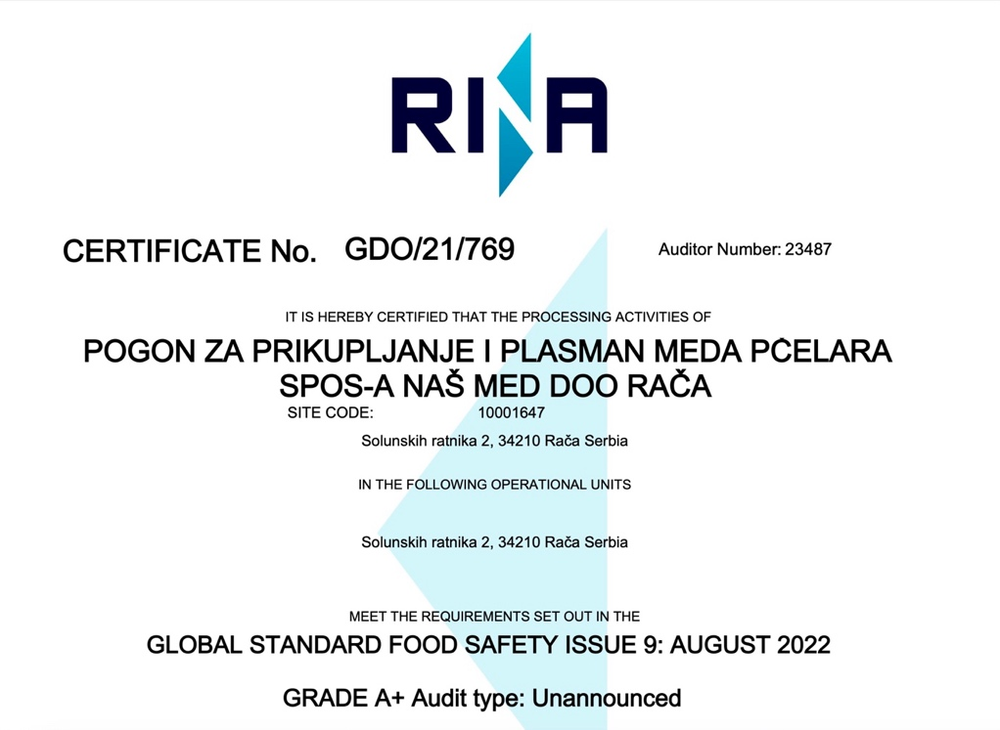 RINA
CERTIFICATE No. GDO/21/769 Auditor Number: 23487
IT IS HEREBY CERTIFIED THAT THE PROCESSING ACTIVITIES OF
POGON ZA PRIKUPLJANJE I PLASMAN MEDA PČELARA
SPOS-A NAŠ MED DOO RAČA
SITE CODE: 10001647
Solunskih ratnika 2, 34210 Rača Serbia
IN THE FOLLOWING OPERATIONAL UNITS
Solunskih ratnika 2, 34210 Rača Serbia
MEET THE REQUIREMENTS SET OUT IN THE
GLOBAL STANDARD FOOD SAFETY ISSUE 9: AUGUST 2022
GRADE A+ Audit type: Unannounced